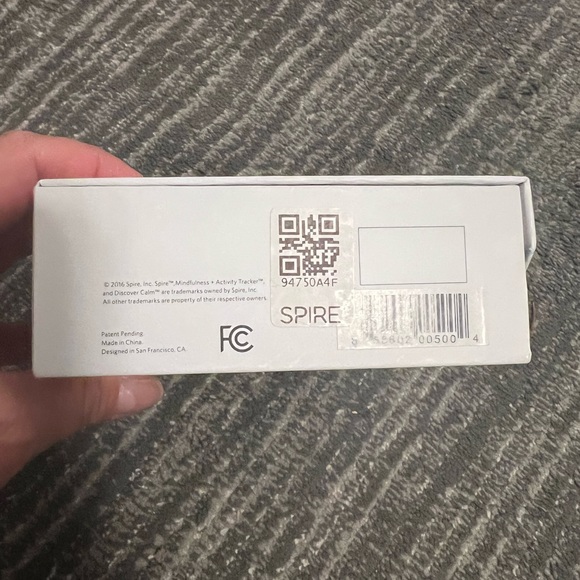 © 2016 Spire, Inc. Spire™, Mindfulness + Activity Tracker™,
and Discover Calm™ are trademarks owned by Spire, Inc.
All other trademarks are property of their respective owners.
Patent Pending.
Made in China.
Designed in San Francisco, CA.
FC
94750A4F
SPIRE
00500 4